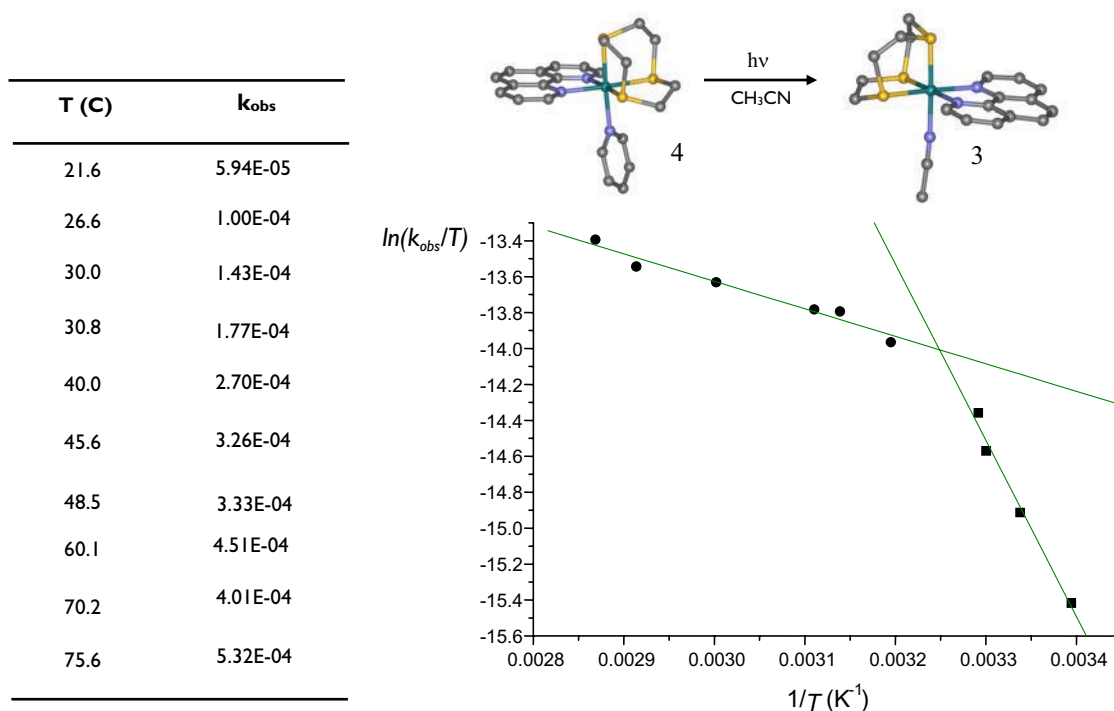 T (C) kobs
21.6 5.94E-05
26.6 1.00E-04
30.0 1.43E-04
30.8 1.77E-04
40.0 2.70E-04
45.6 3.26E-04
48.5 3.33E-04
60.1 4.51E-04
70.2 4.01E-04
75.6 5.32E-04
hν
CH3CN
4
3
ln(kobs/T)
-13.4
-13.6
-13.8
-14.0
-14.2
-14.4
-14.6
-14.8
-15.0
-15.2
-15.4
-15.6
0.0028 0.0029 0.0030 0.0031 0.0032 0.0033 0.0034
1/T (K-1)